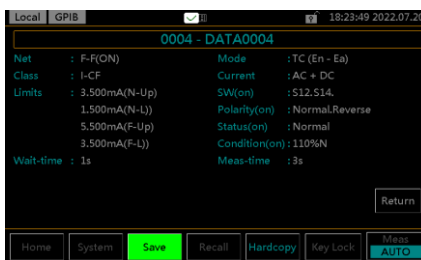 Local GPIB 18:23:49 2022.07.20
0004 - DATA0004
Net : F-F(ON) Mode :TC (En - Ea)
Class : I-CF Current :AC + DC
Limits : 3.500mA(N-Up) SW(on) :S12.S14.
1.500mA(N-L)) Polarity(on) :Normal.Reverse
5.500mA(F-Up) Status(on) :Normal
3.500mA(F-L)) Condition(on) :110%N
Wait-time : 1s Meas-time :3s
Return
Home System Save Recall Hardcopy Key Lock Meas
AUTO